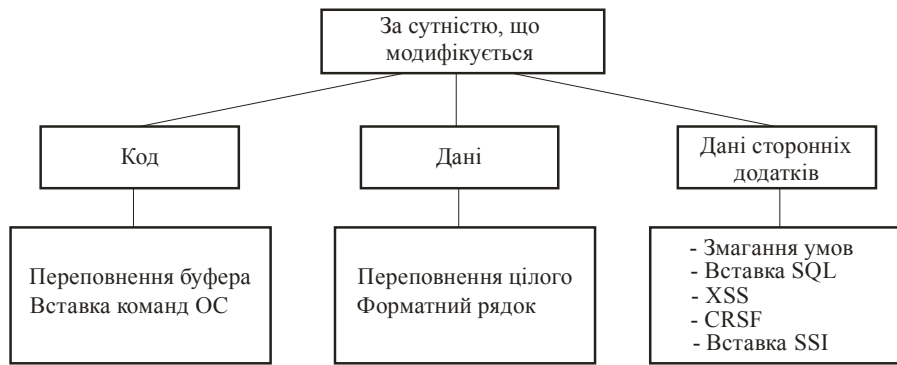 За сутністю, що
модифікується
Код
Дані
Дані сторонніх
додатків
Переповнення буфера
Вставка команд ОС
Переповнення цілого
Форматний рядок
- Змагання умов
- Вставка SQL
- XSS
- CRSF
- Вставка SSI